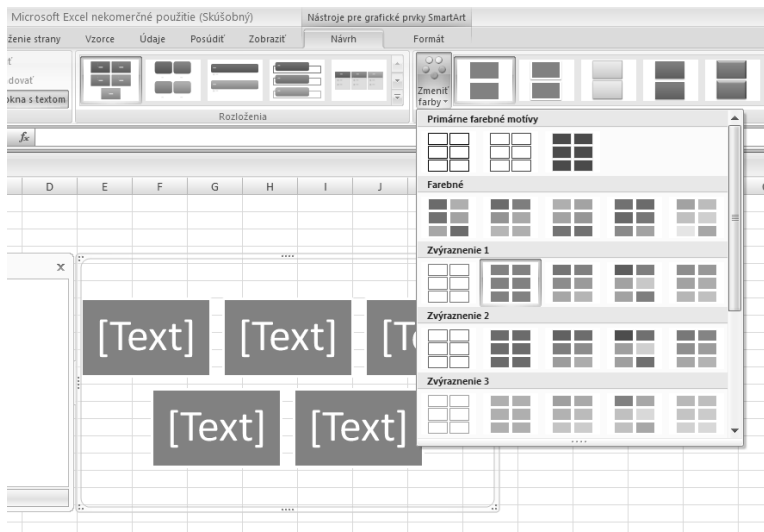 Microsoft Excel nekomerčné použitie (Skúšobný)
Nástroje pre grafické prvky SmartArt
ženie strany Vzorce Údaje Posúdiť Zobraziť Návrh Formát
ť
dovať
okna s textom
Rozloženia
Zmeniť
farby
fx
Primárne farebné motívy
Farebné
D E F G H I J
Zvýraznenie 1
x
Zvýraznenie 2
[Text] [Text] [T
Zvýraznenie 3
[Text] [Text]